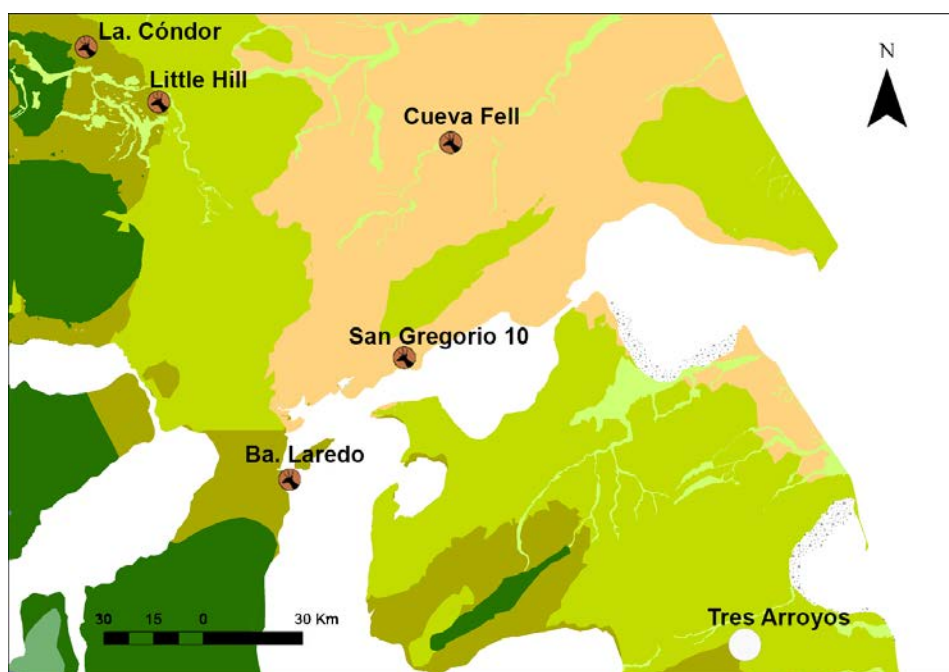 La. Cóndor
Little Hill
N
Cueva Fell
San Gregorio 10
Ba. Laredo
Tres Arroyos
30 15 0 30 Km